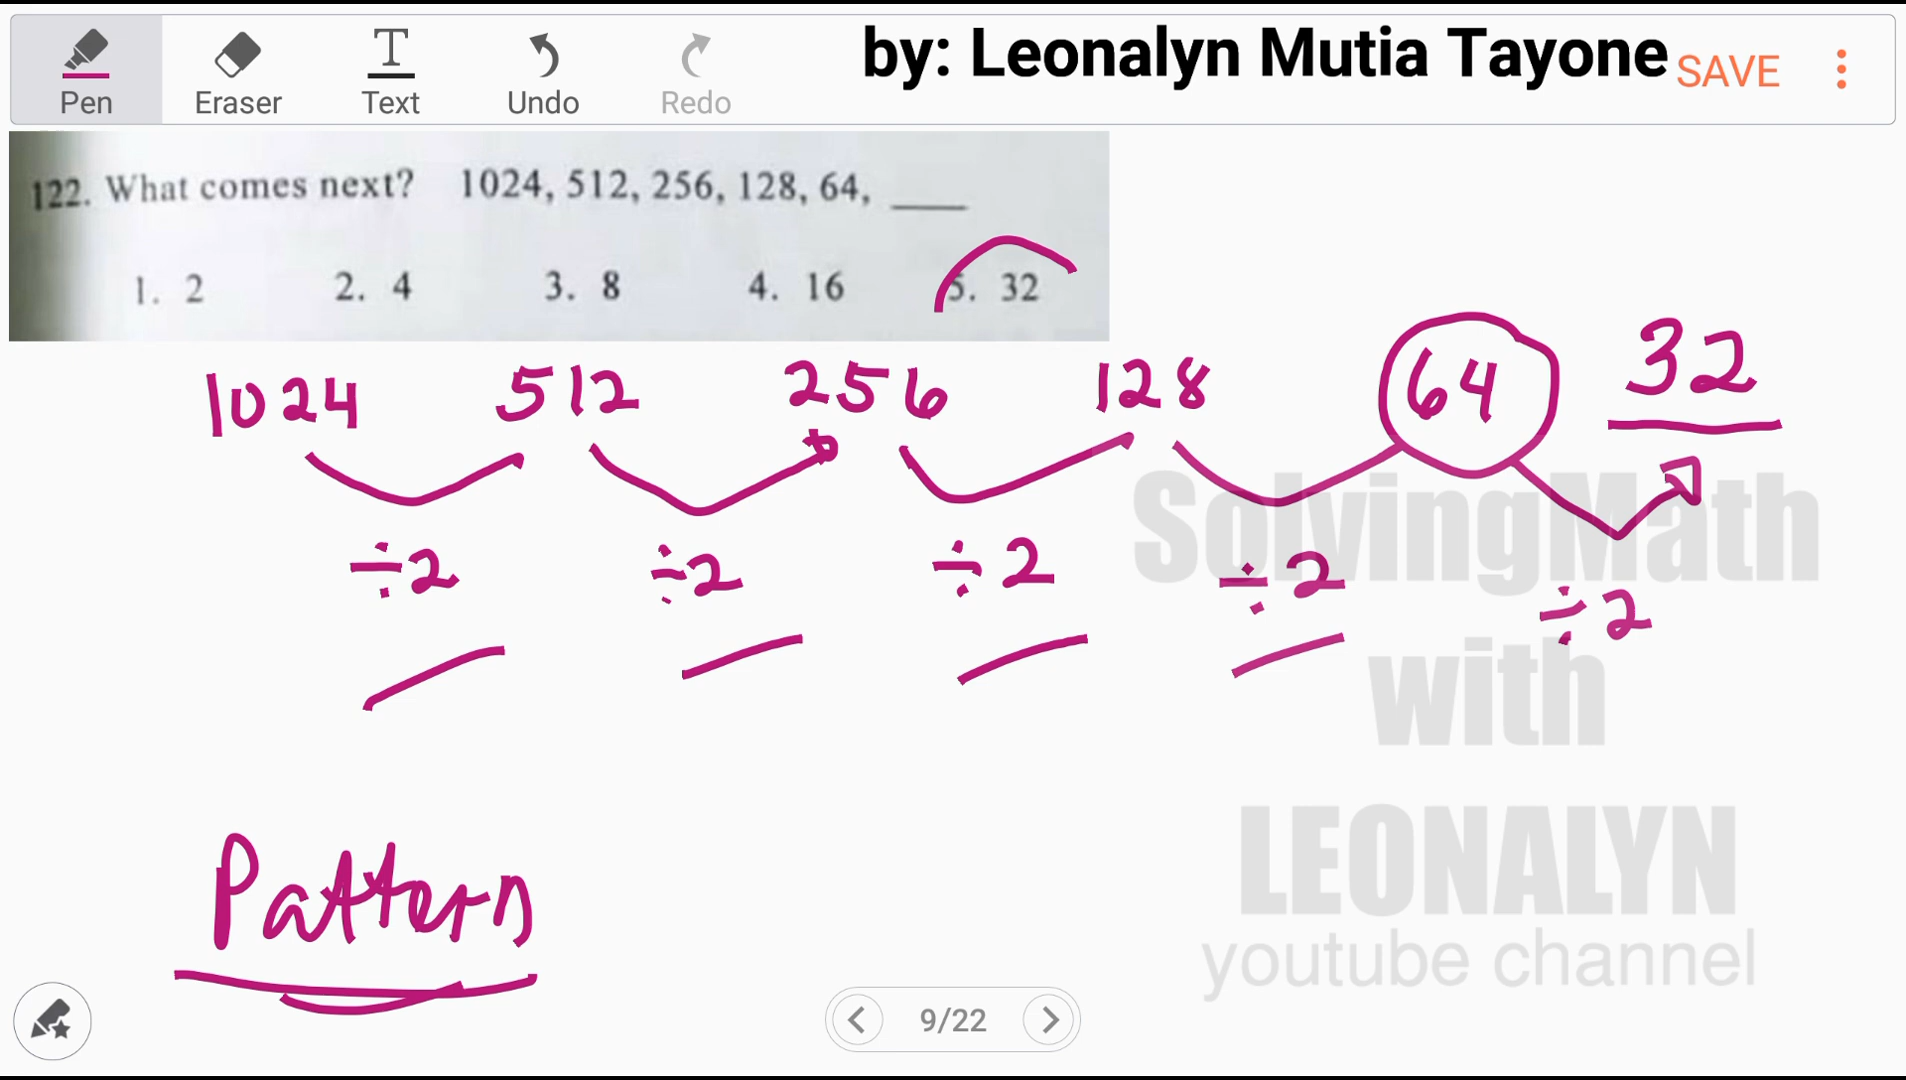 by: Leonalyn Mutia Tayone
SAVE
Pen Eraser Text Undo Redo
122. What comes next? 1024, 512, 256, 128, 64, ____
1. 2 2. 4 3. 8 4. 16 5. 32
1024 512 256 128 64 32
÷2 ÷2 ÷2 ÷2 ÷2
SolvingMath
with
LEONALYN
youtube channel
Pattern
9/22